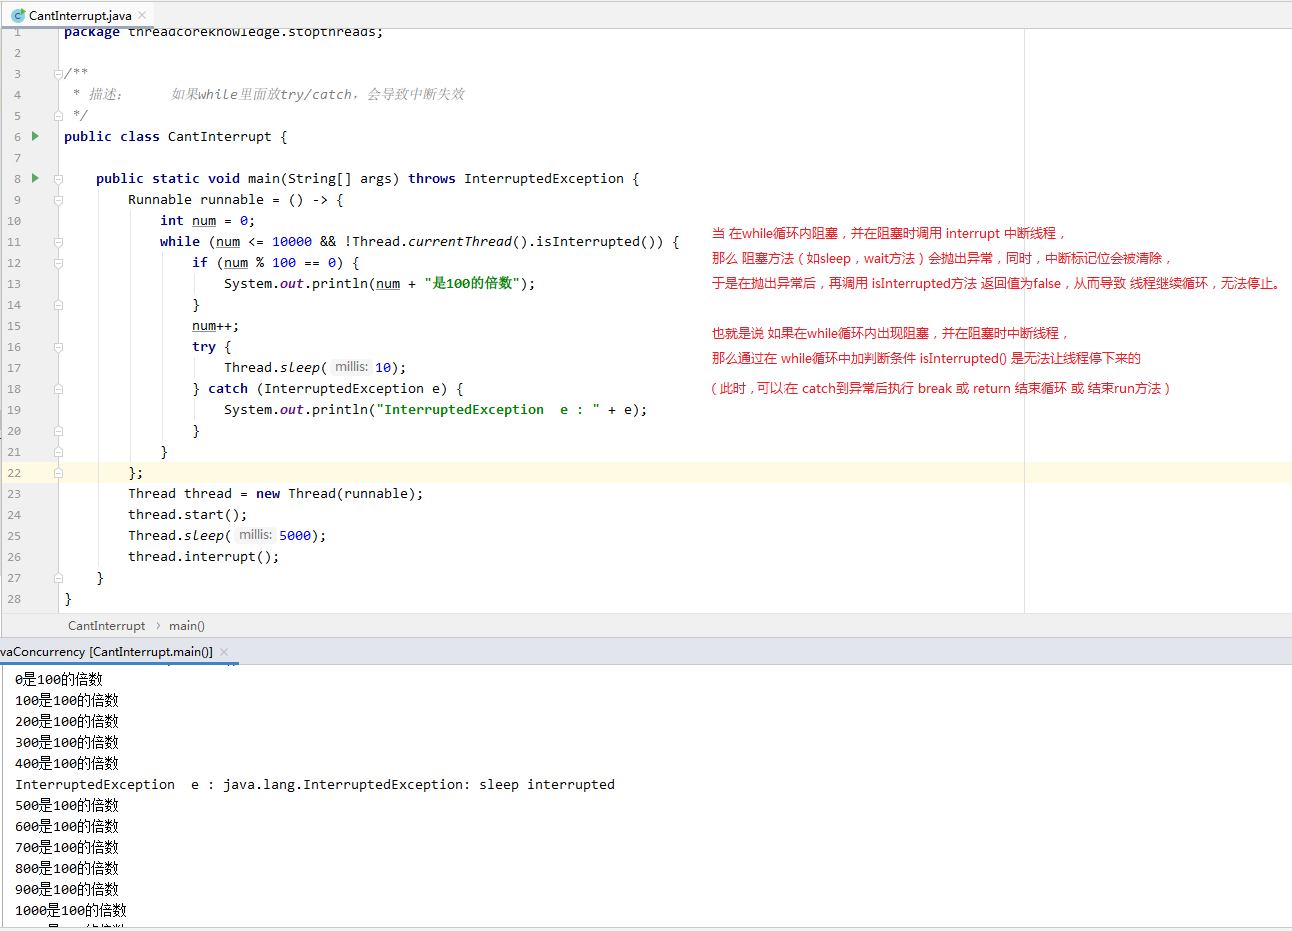 CantInterrupt.java
1 package threadcoreknowledge.stopthreads;
2
3 /**
4 * 描述: 如果while里面放try/catch，会导致中断失效
5 */
6 public class CantInterrupt {
7
8 public static void main(String[] args) throws InterruptedException {
9 Runnable runnable = () -> {
10 int num = 0;
11 while (num <= 10000 && !Thread.currentThread().isInterrupted()) {
12 if (num % 100 == 0) {
13 System.out.println(num + "是100的倍数");
14 }
15 num++;
16 try {
17 Thread.sleep( millis: 10);
18 } catch (InterruptedException e) {
19 System.out.println("InterruptedException  e : " + e);
20 }
21 }
22 };
23 Thread thread = new Thread(runnable);
24 thread.start();
25 Thread.sleep( millis: 5000);
26 thread.interrupt();
27 }
28 }
当 在while循环内阻塞，并在阻塞时调用 interrupt 中断线程，
那么 阻塞方法（如sleep，wait方法）会抛出异常，同时，中断标记位会被清除，
于是在抛出异常后，再调用 isInterrupted方法 返回值为false，从而导致 线程继续循环，无法停止。
也就是说 如果在while循环内出现阻塞，并在阻塞时中断线程，
那么通过在 while循环中加判断条件 isInterrupted() 是无法让线程停下来的
（此时，可以在 catch到异常后执行 break 或 return 结束循环 或 结束run方法）
CantInterrupt › main()
vaConcurrency [CantInterrupt.main()]
0是100的倍数
100是100的倍数
200是100的倍数
300是100的倍数
400是100的倍数
InterruptedException  e : java.lang.InterruptedException: sleep interrupted
500是100的倍数
600是100的倍数
700是100的倍数
800是100的倍数
900是100的倍数
1000是100的倍数